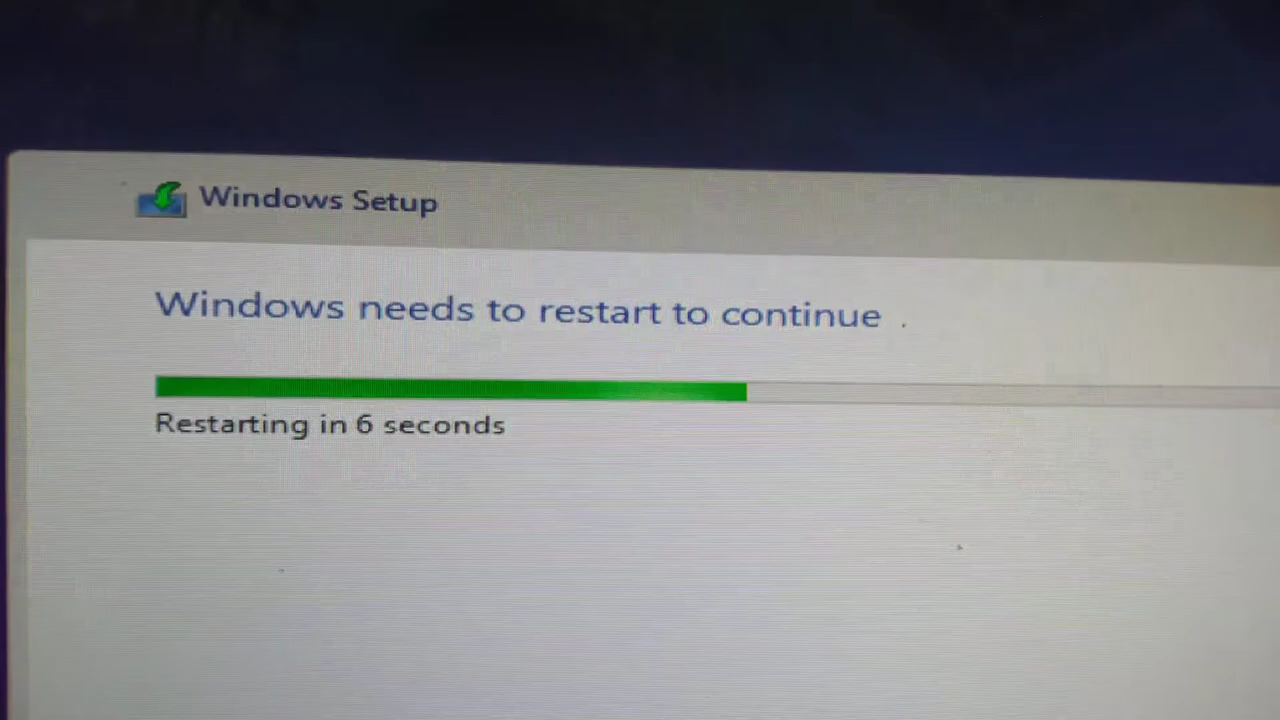 Windows Setup
Windows needs to restart to continue
Restarting in 6 seconds